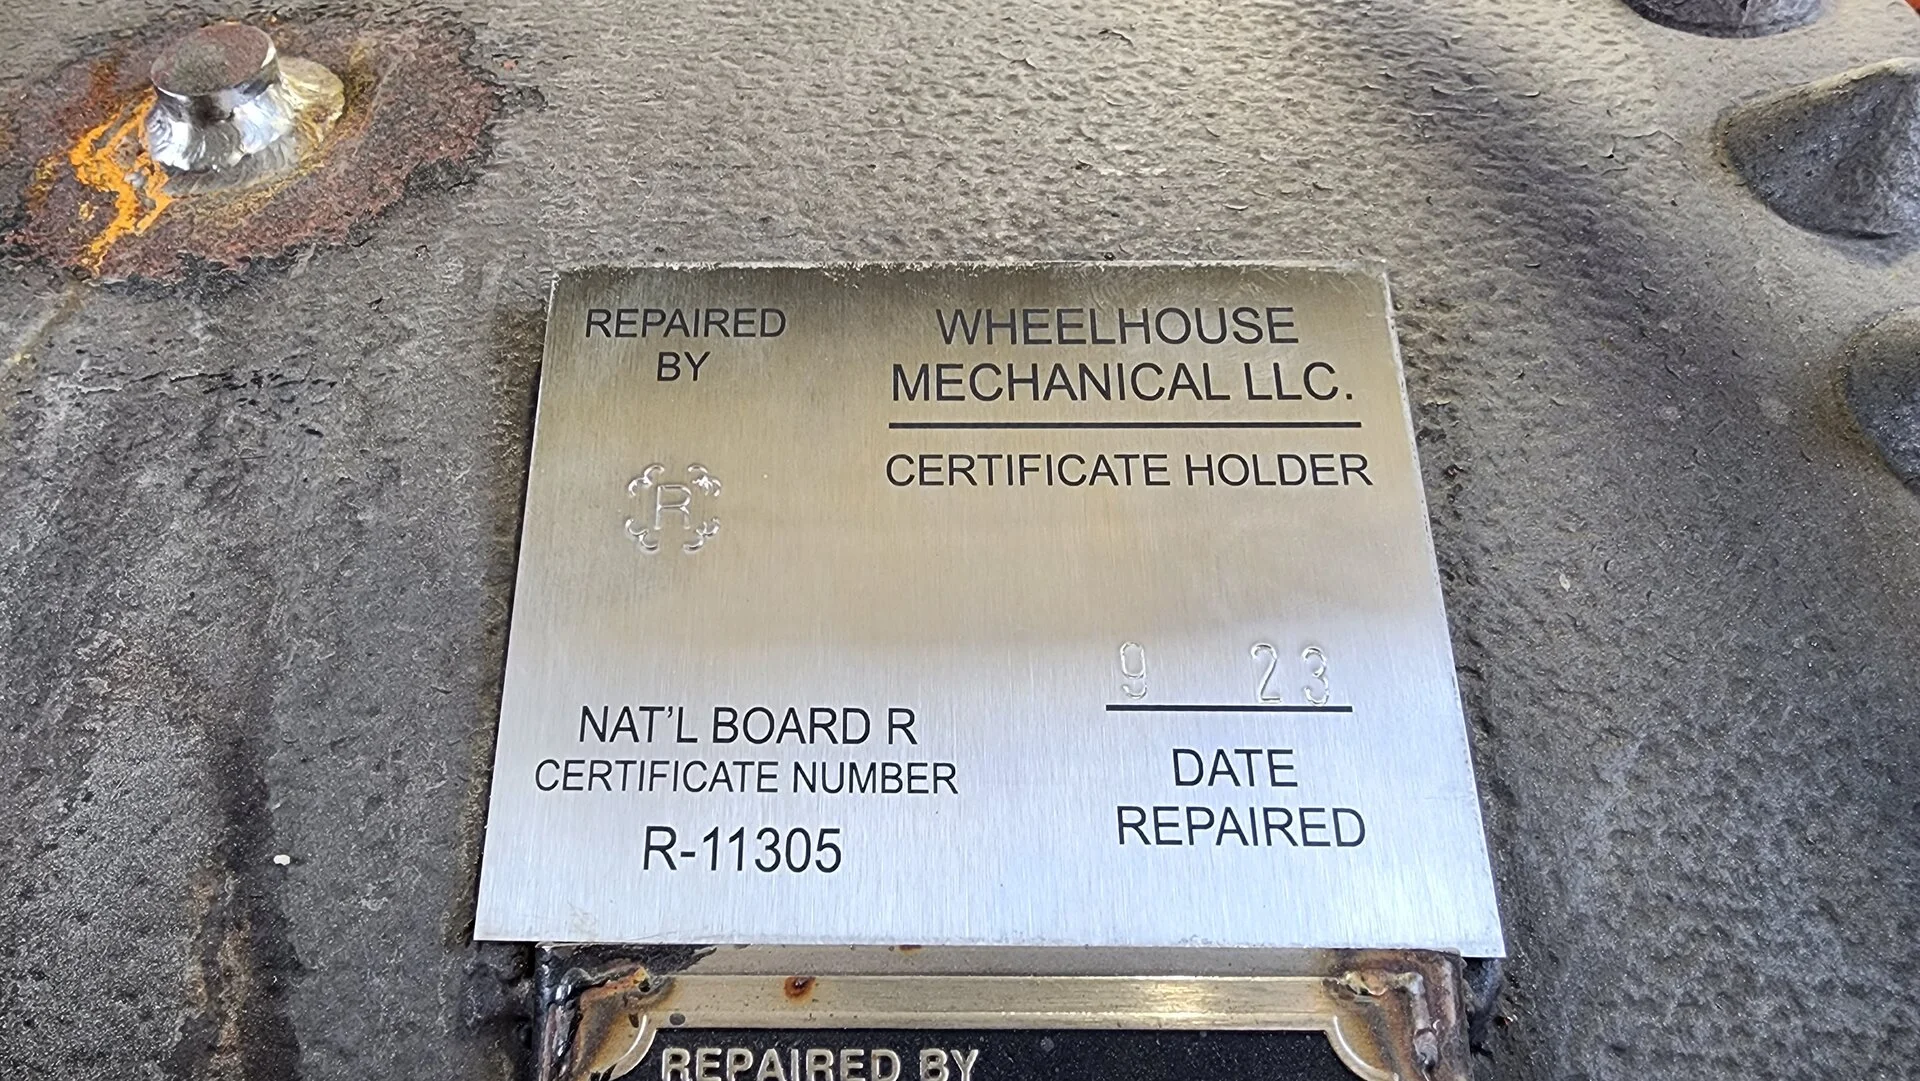 REPAIRED
BY
WHEELHOUSE
MECHANICAL LLC.
CERTIFICATE HOLDER
R
9 23
DATE
REPAIRED
NAT'L BOARD R
CERTIFICATE NUMBER
R-11305
REPAIRED BY